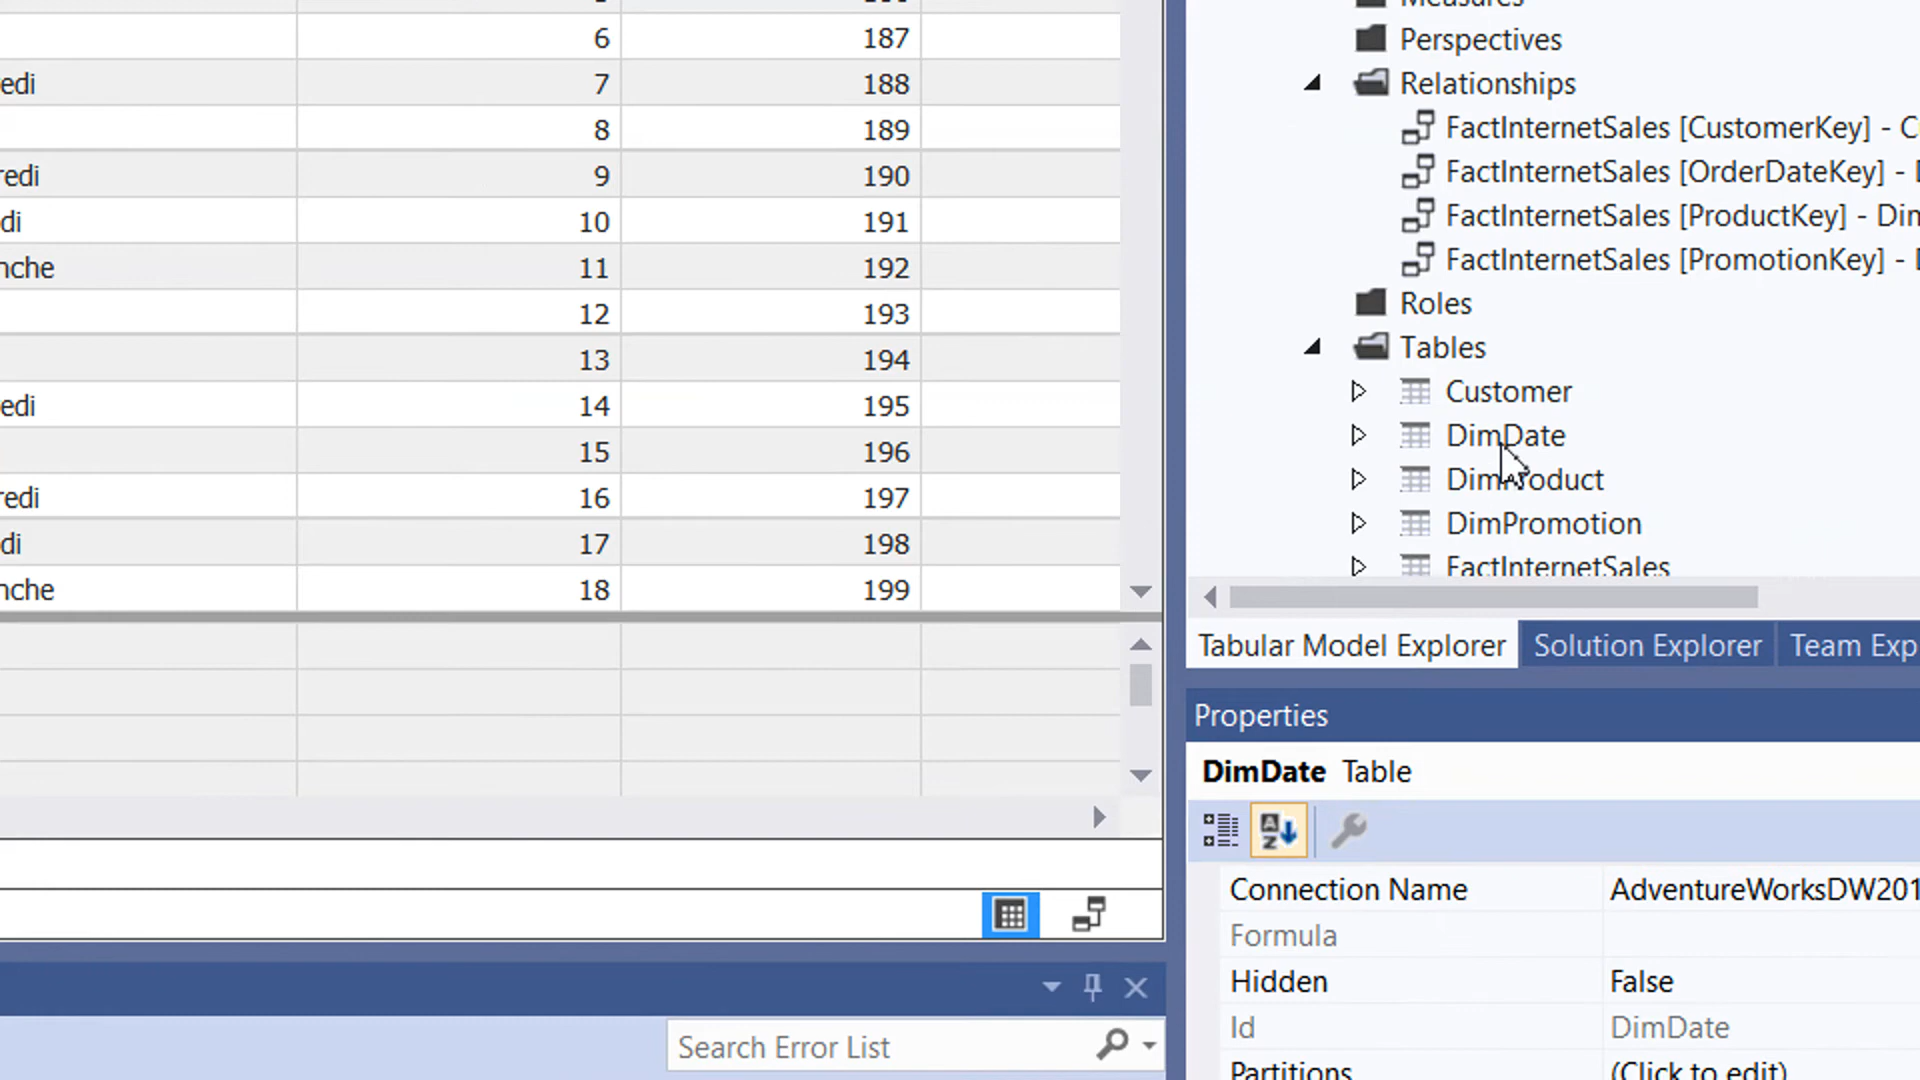 6 187
edi 7 188
8 189
redi 9 190
di 10 191
nche 11 192
12 193
13 194
edi 14 195
15 196
redi 16 197
di 17 198
nche 18 199
Measures
Perspectives
Relationships
FactInternetSales [CustomerKey] - C
FactInternetSales [OrderDateKey] -
FactInternetSales [ProductKey] - Dim
FactInternetSales [PromotionKey] -
Roles
Tables
Customer
DimDate
DimProduct
DimPromotion
FactInternetSales
Tabular Model Explorer Solution Explorer Team Exp
Properties
DimDate Table
Connection Name AdventureWorksDW201
Formula
Hidden False
Id DimDate
Partitions (Click to edit)
Search Error List